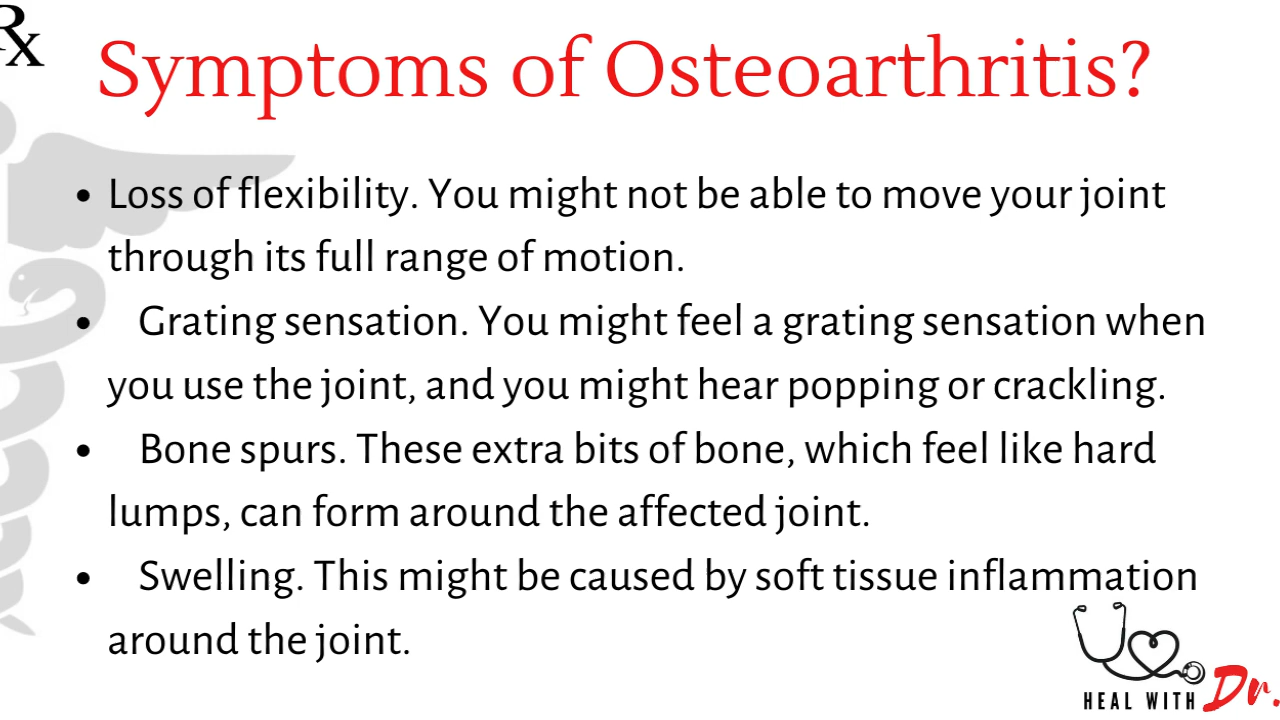 Rx
Symptoms of Osteoarthritis?
• Loss of flexibility. You might not be able to move your joint
through its full range of motion.
• Grating sensation. You might feel a grating sensation when
you use the joint, and you might hear popping or crackling.
• Bone spurs. These extra bits of bone, which feel like hard
lumps, can form around the affected joint.
• Swelling. This might be caused by soft tissue inflammation
around the joint.
HEAL WITH Dr.